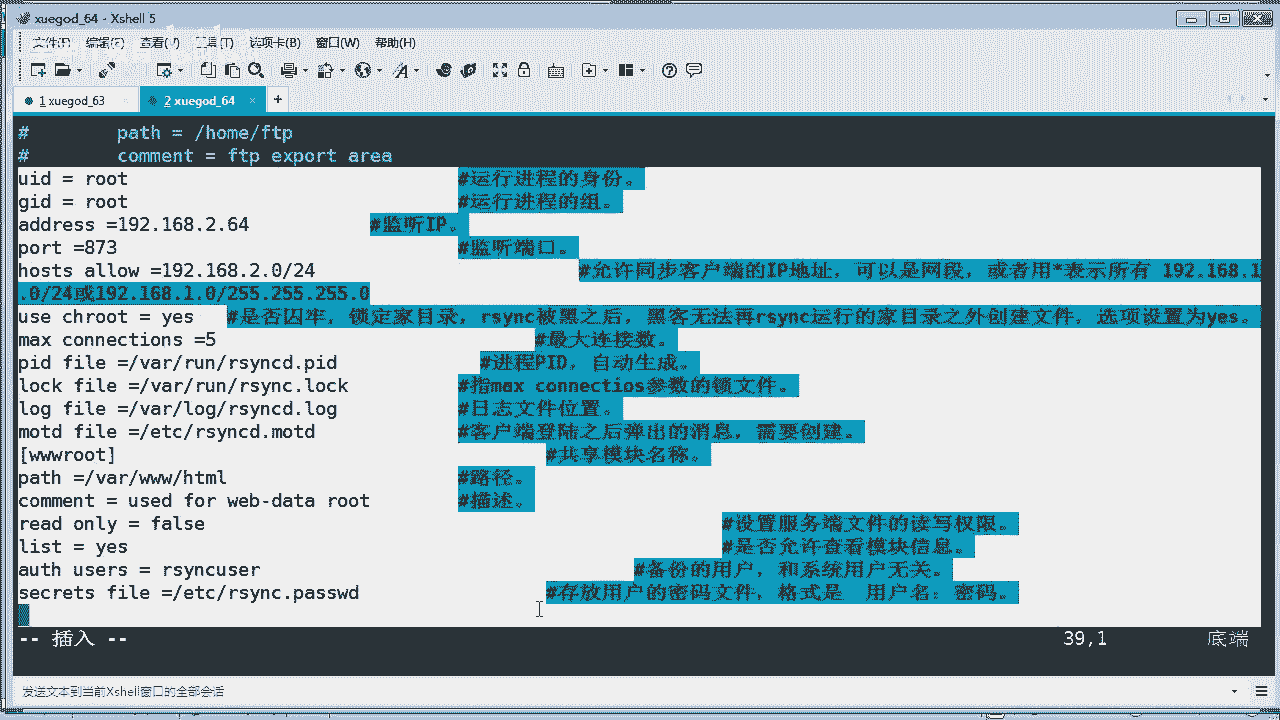 xuegod_64 - Xshell 5
文件(F) 编辑(E) 查看(V) 工具(T) 选项卡(B) 窗口(W) 帮助(H)
1 xuegod_63 2 xuegod_64
# path = /home/ftp
# comment = ftp export area
uid = root #运行进程的身份。
gid = root #运行进程的组。
address =192.168.2.64 #监听IP。
port =873 #监听端口。
hosts allow =192.168.2.0/24 #允许同步客户端的IP地址，可以是网段，或者用*表示所有 192.168.1
.0/24或192.168.1.0/255.255.255.0
use chroot = yes #是否囚牢，锁定家目录，rsync被黑之后，黑客无法再rsync运行的家目录之外创建文件，选项设置为yes。
max connections =5 #最大连接数。
pid file =/var/run/rsyncd.pid #进程PID，自动生成。
lock file =/var/run/rsync.lock #指max connectios参数的锁文件。
log file =/var/log/rsyncd.log #日志文件位置。
motd file =/etc/rsyncd.motd #客户端登陆之后弹出的消息，需要创建。
[wwwroot] #共享模块名称。
path =/var/www/html #路径。
comment = used for web-data root #描述。
read only = false #设置服务端文件的读写权限。
list = yes #是否允许查看模块信息。
auth users = rsyncuser #备份的用户，和系统用户无关。
secrets file =/etc/rsync.passwd #存放用户的密码文件，格式是 用户名：密码。
-- 插入 -- 39,1 底端
发送文本到当前Xshell窗口的全部会话